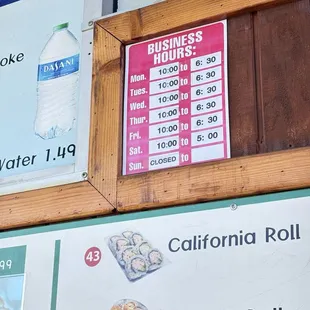 oke
DASANI
Water 1.49
BUSINESS
HOURS:
Mon. 10:00 to 6:30
Tues. 10:00 to 6:30
Wed. 10:00 to 6:30
Thur. 10:00 to 6:30
Fri. 10:00 to 6:30
Sat. 10:00 to 5:00
Sun. CLOSED to
99
43 California Roll